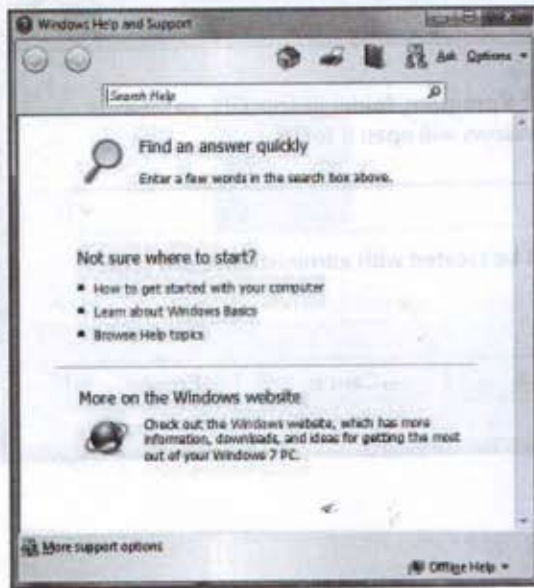 Windows Help and Support
Ask Options
Search Help
Find an answer quickly
Enter a few words in the search box above.
Not sure where to start?
■ How to get started with your computer
■ Learn about Windows Basics
■ Browse Help topics
More on the Windows website
Check out the Windows website, which has more
information, downloads, and ideas for getting the most
out of your Windows 7 PC.
More support options
Offline Help